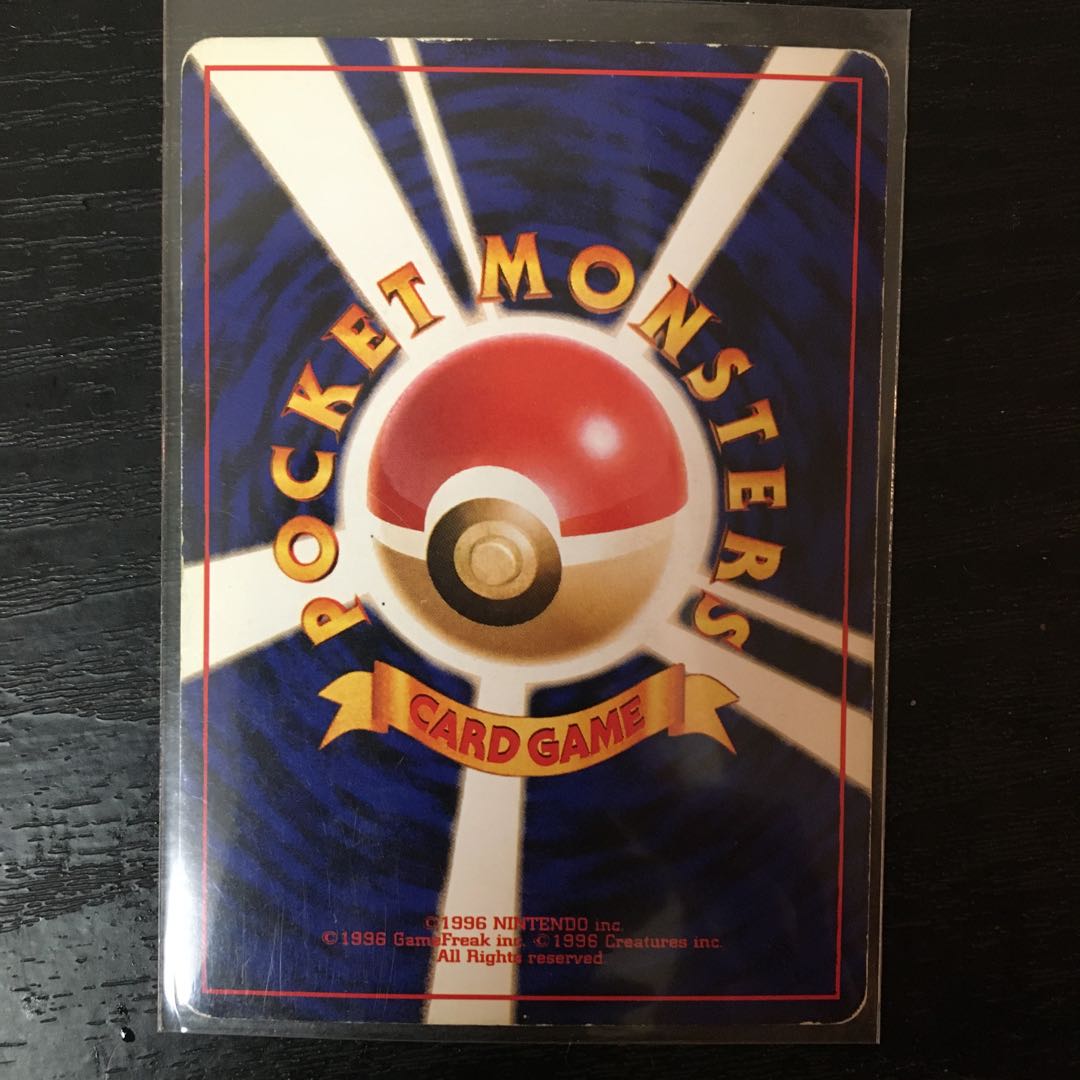 POCKET MONSTERS
CARD GAME
©1996 NINTENDO inc.
©1996 GameFreak inc. ©1996 Creatures inc.
All Rights reserved.